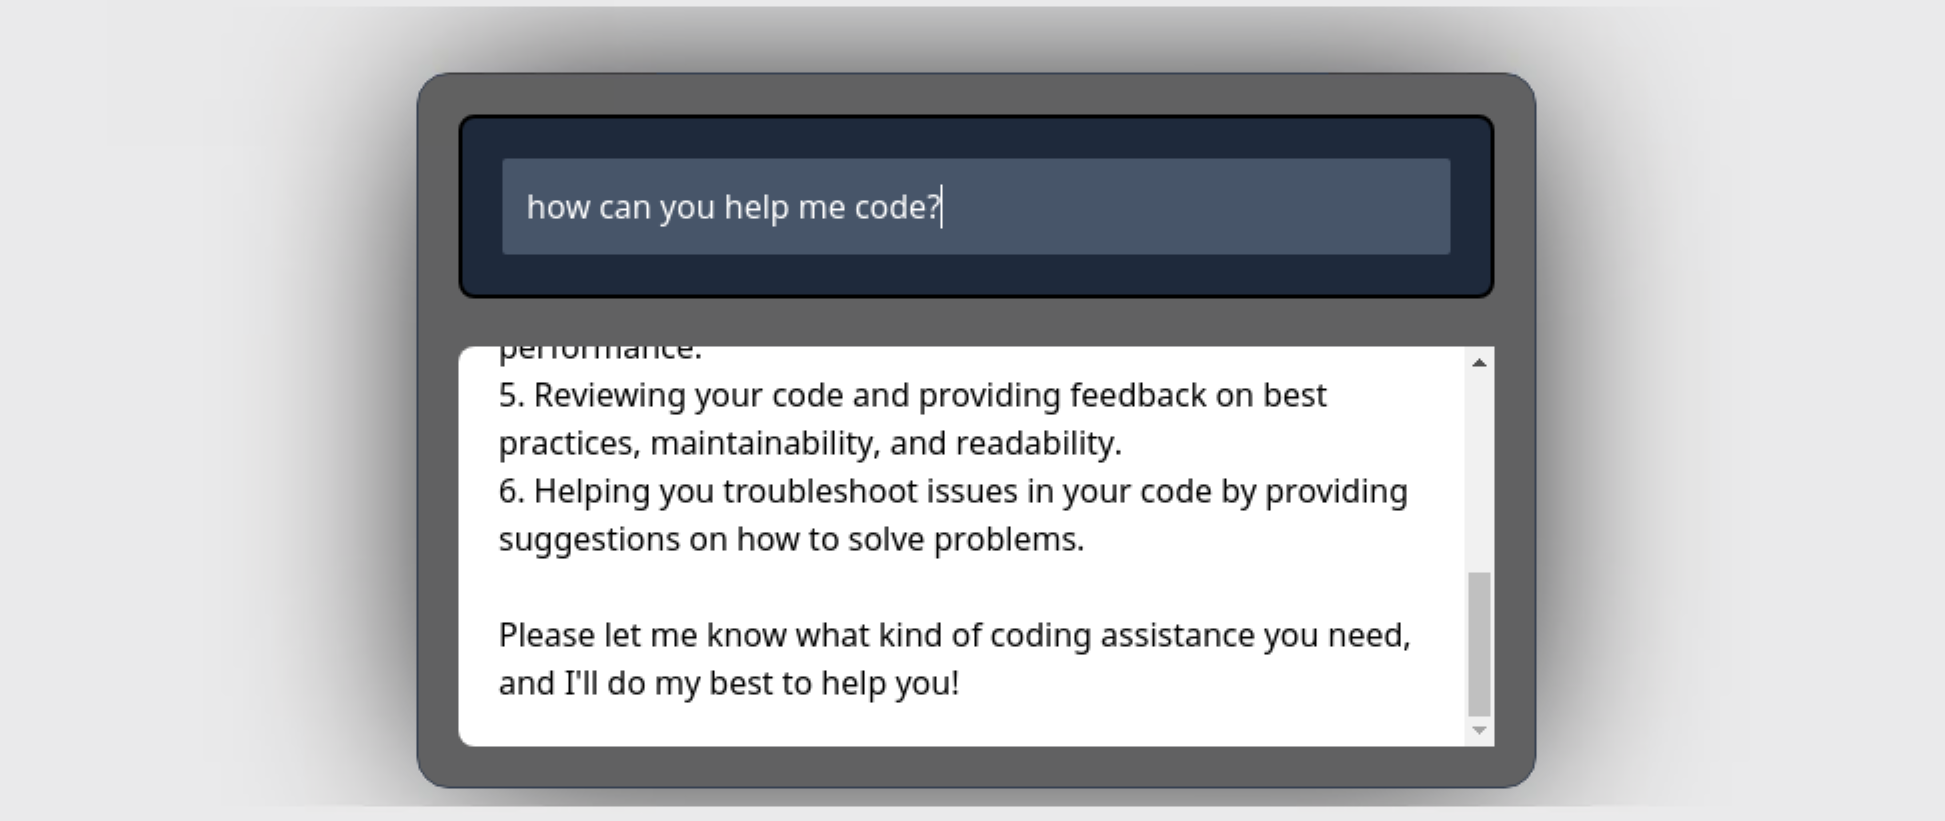 how can you help me code?
performance.
5. Reviewing your code and providing feedback on best
practices, maintainability, and readability.
6. Helping you troubleshoot issues in your code by providing
suggestions on how to solve problems.
Please let me know what kind of coding assistance you need,
and I'll do my best to help you!